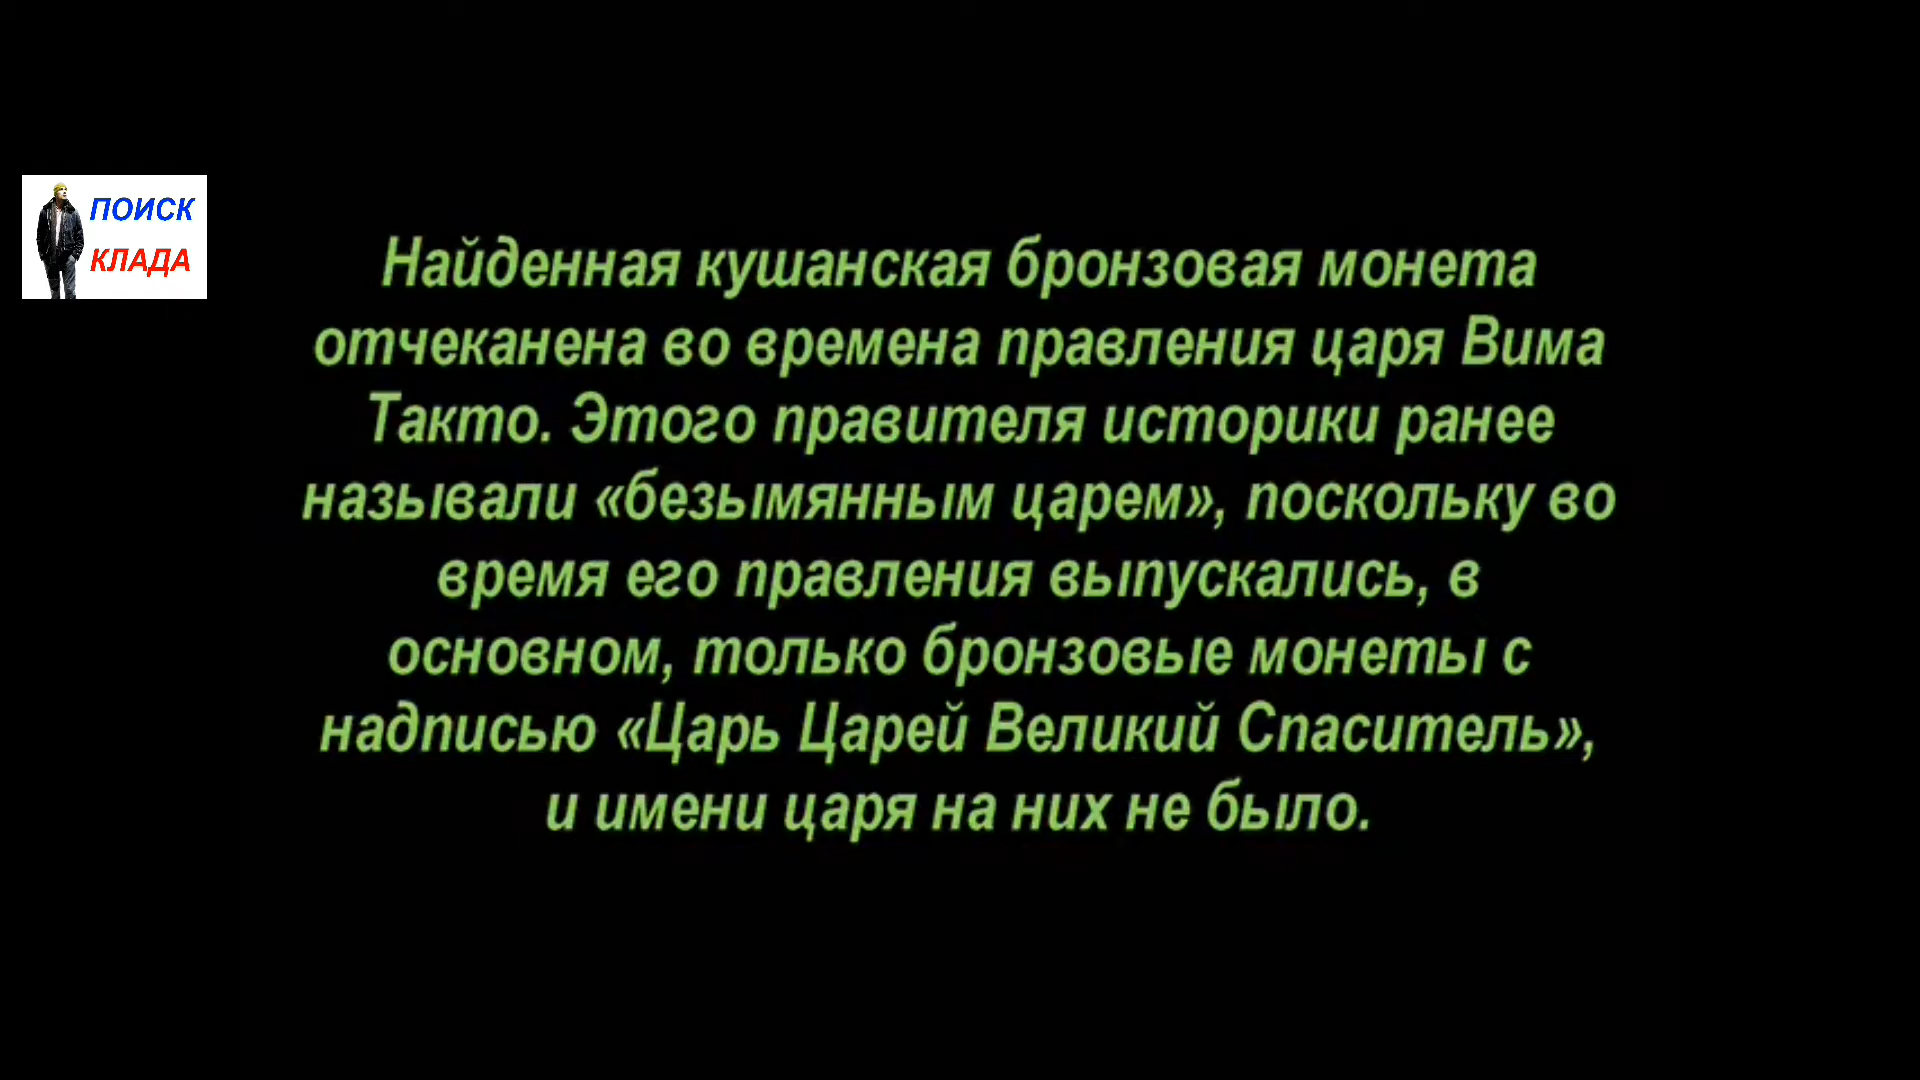 ПОИСК
КЛАДА
Найденная кушанская бронзовая монета
отчеканена во времена правления царя Вима
Такто. Этого правителя историки ранее
называли «безымянным царем», поскольку во
время его правления выпускались, в
основном, только бронзовые монеты с
надписью «Царь Царей Великий Спаситель»,
и имени царя на них не было.